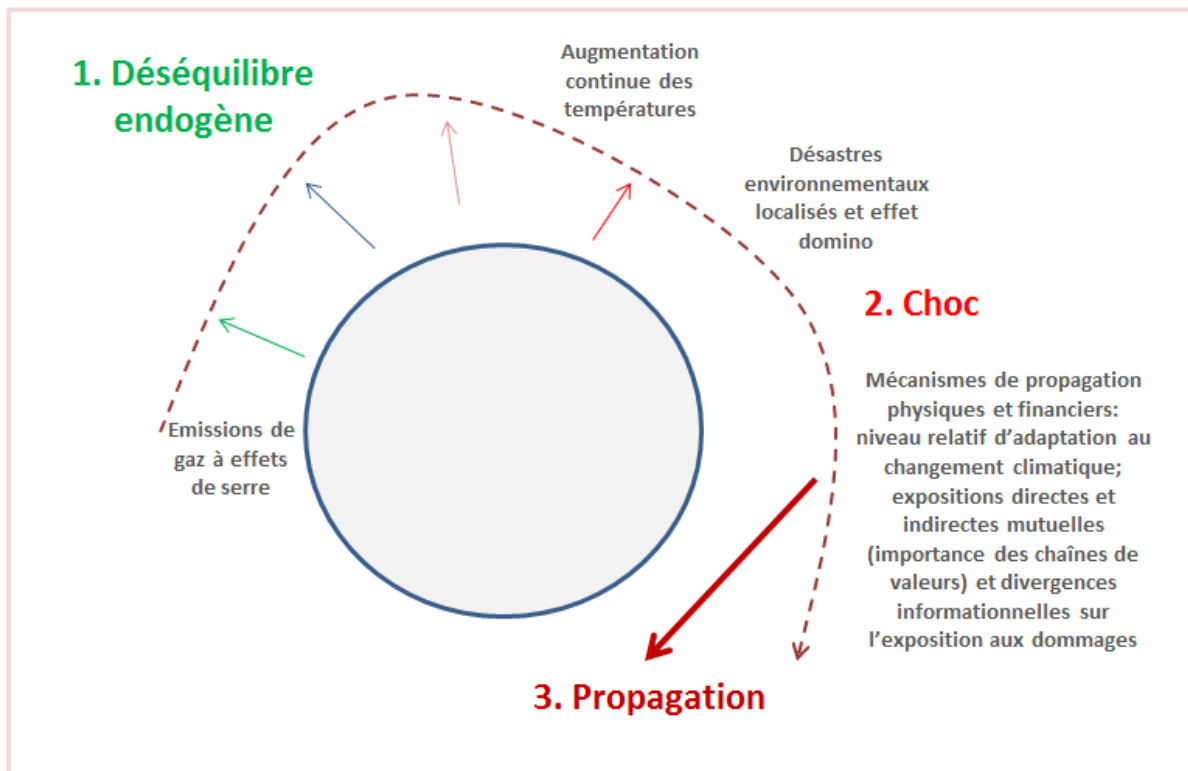 1. Déséquilibre
endogène
Augmentation
continue des
températures
Désastres
environnementaux
localisés et effet
domino
2. Choc
Emissions de
gaz à effets
de serre
Mécanismes de propagation
physiques et financiers:
niveau relatif d’adaptation au
changement climatique;
expositions directes et
indirectes mutuelles
(importance des chaînes de
valeurs) et divergences
informationnelles sur
l’exposition aux dommages
3. Propagation